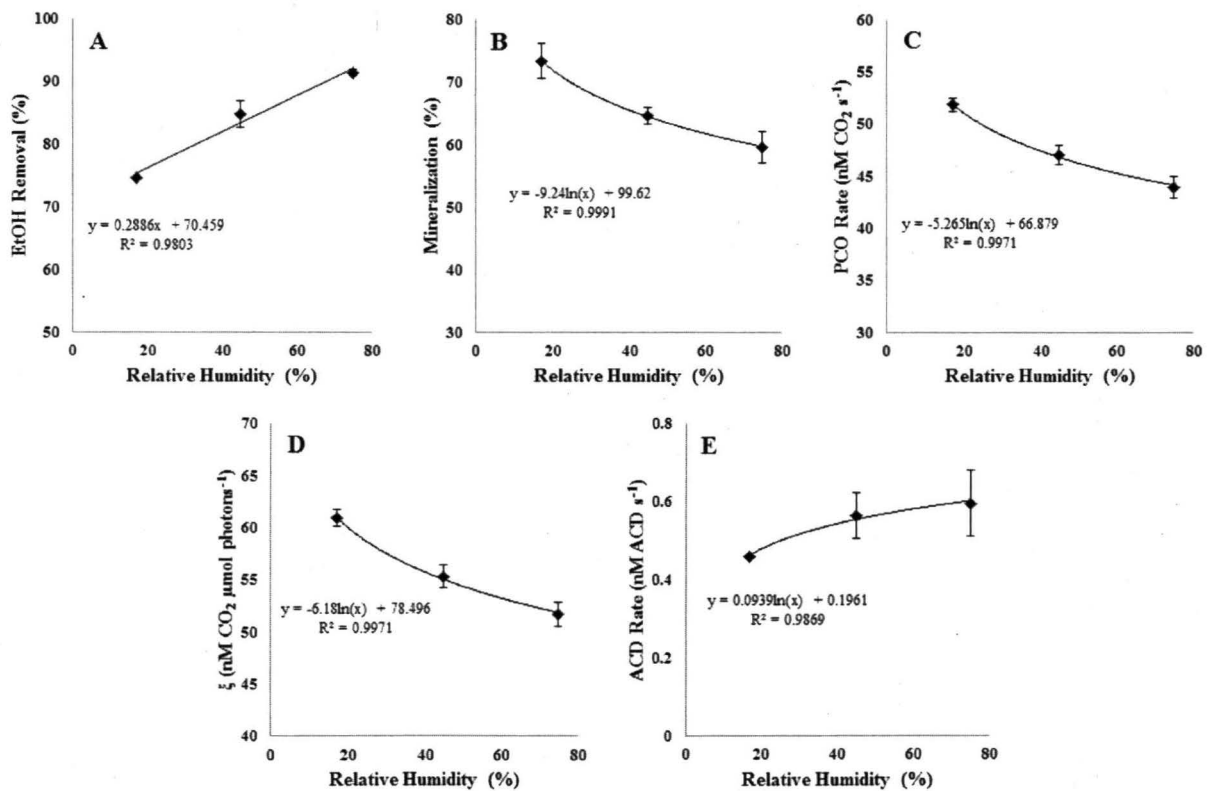 A
EtOH Removal (%)
100
90
80
70
60
50
y = 0.2886x + 70.459
R² = 0.9803
0 20 40 60 80
Relative Humidity (%)
B
Mineralization (%)
80
70
60
50
40
30
y = -9.24ln(x) + 99.62
R² = 0.9991
0 20 40 60 80
Relative Humidity (%)
C
PCO Rate (nM CO₂ s⁻¹)
60
55
50
45
40
35
30
y = -5.265ln(x) + 66.879
R² = 0.9971
0 20 40 60 80
Relative Humidity (%)
D
ξ (nM CO₂ μmol photons⁻¹)
70
65
60
55
50
45
40
y = -6.18ln(x) + 78.496
R² = 0.9971
0 20 40 60 80
Relative Humidity (%)
E
ACD Rate (nM ACD s⁻¹)
0.8
0.6
0.4
0.2
0
y = 0.0939ln(x) + 0.1961
R² = 0.9869
0 20 40 60 80
Relative Humidity (%)